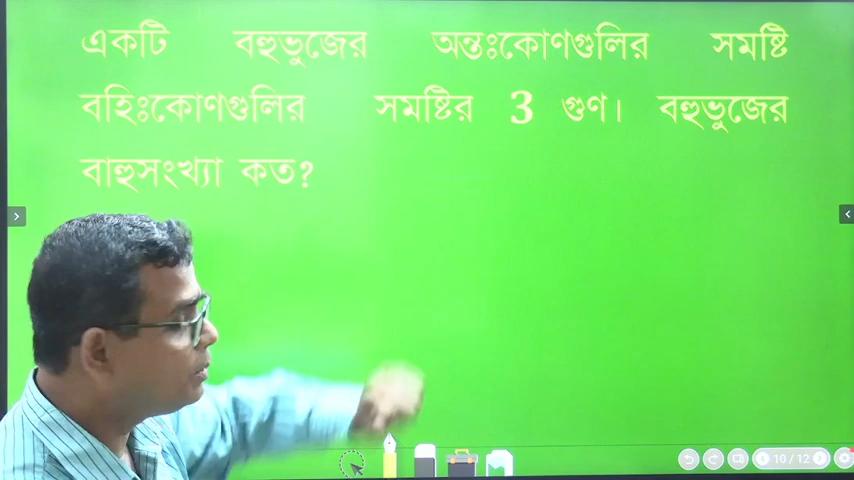 একটি বহুভুজের অন্তঃকোণগুলির সমষ্টি
বহিঃকোণগুলির সমষ্টির 3 গুণ। বহুভুজের
বাহুসংখ্যা কত?
10 / 12